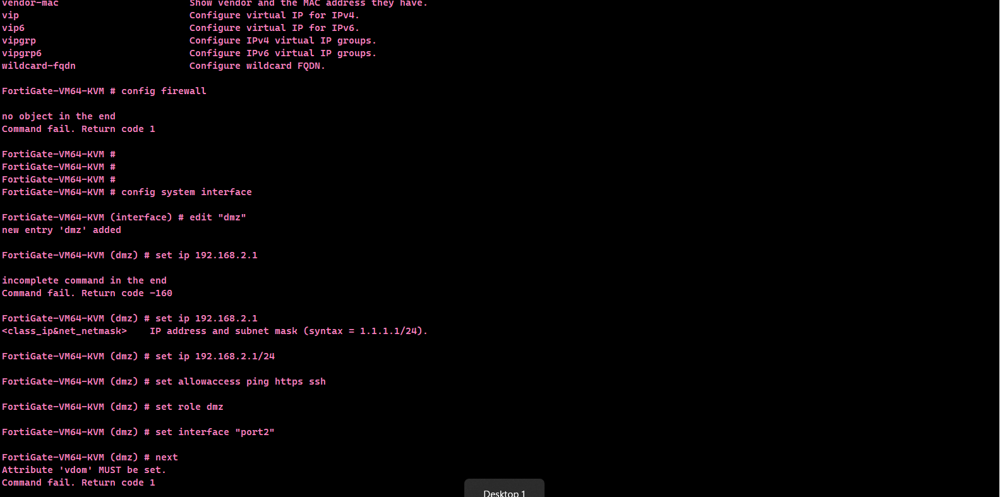 vendor-mac Show vendor and the MAC address they have.
vip Configure virtual IP for IPv4.
vip6 Configure virtual IP for IPv6.
vipgrp Configure IPv4 virtual IP groups.
vipgrp6 Configure IPv6 virtual IP groups.
wildcard-fqdn Configure wildcard FQDN.
FortiGate-VM64-KVM # config firewall
no object in the end
Command fail. Return code 1
FortiGate-VM64-KVM #
FortiGate-VM64-KVM #
FortiGate-VM64-KVM #
FortiGate-VM64-KVM # config system interface
FortiGate-VM64-KVM (interface) # edit "dmz"
new entry 'dmz' added
FortiGate-VM64-KVM (dmz) # set ip 192.168.2.1
incomplete command in the end
Command fail. Return code -160
FortiGate-VM64-KVM (dmz) # set ip 192.168.2.1
<class_ip&net_netmask> IP address and subnet mask (syntax = 1.1.1.1/24).
FortiGate-VM64-KVM (dmz) # set ip 192.168.2.1/24
FortiGate-VM64-KVM (dmz) # set allowaccess ping https ssh
FortiGate-VM64-KVM (dmz) # set role dmz
FortiGate-VM64-KVM (dmz) # set interface "port2"
FortiGate-VM64-KVM (dmz) # next
Attribute 'vdom' MUST be set.
Command fail. Return code 1
Desktop 1